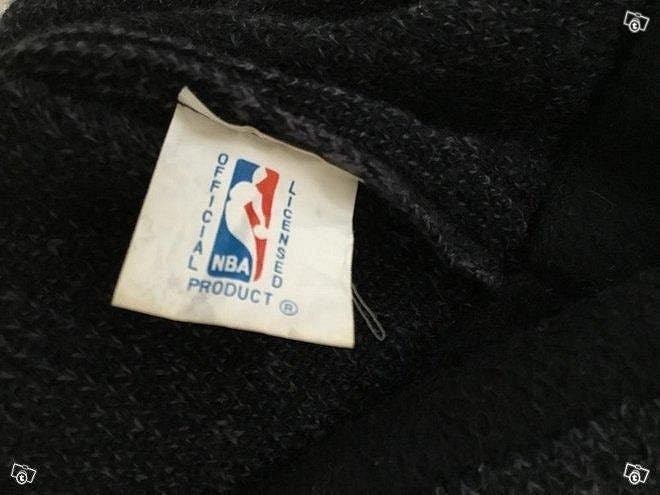 OFFICIAL
LICENSED
NBA
PRODUCT ®